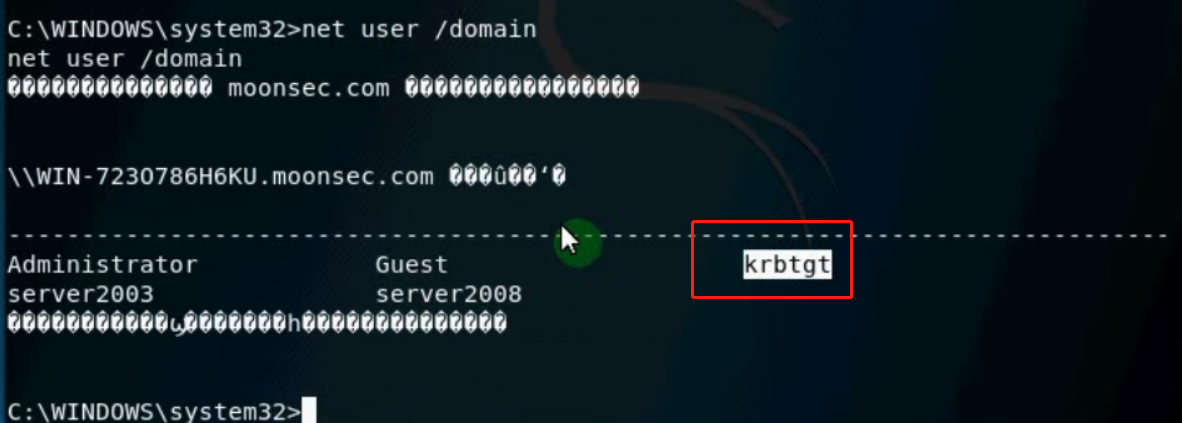 C:\WINDOWS\system32>net user /domain
net user /domain
moonsec.com
\\WIN-723O786H6KU.moonsec.com
-------------------------------------------------------------------------------
Administrator Guest krbtgt
server2003 server2008
C:\WINDOWS\system32>